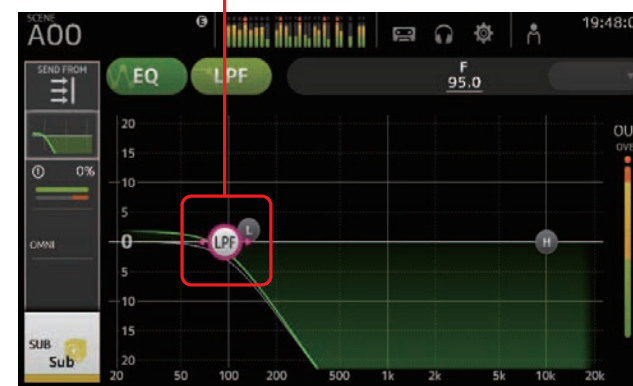 SCENE
A00
E
19:48:0
SEND FROM
EQ
LPF
F
95.0
0%
OMNI
SUB
Sub
20
15
10
5
0
5
10
15
20
LPF
L
H
20 50 100 200 500 1k 2k 5k 10k 20k
OU
OVE